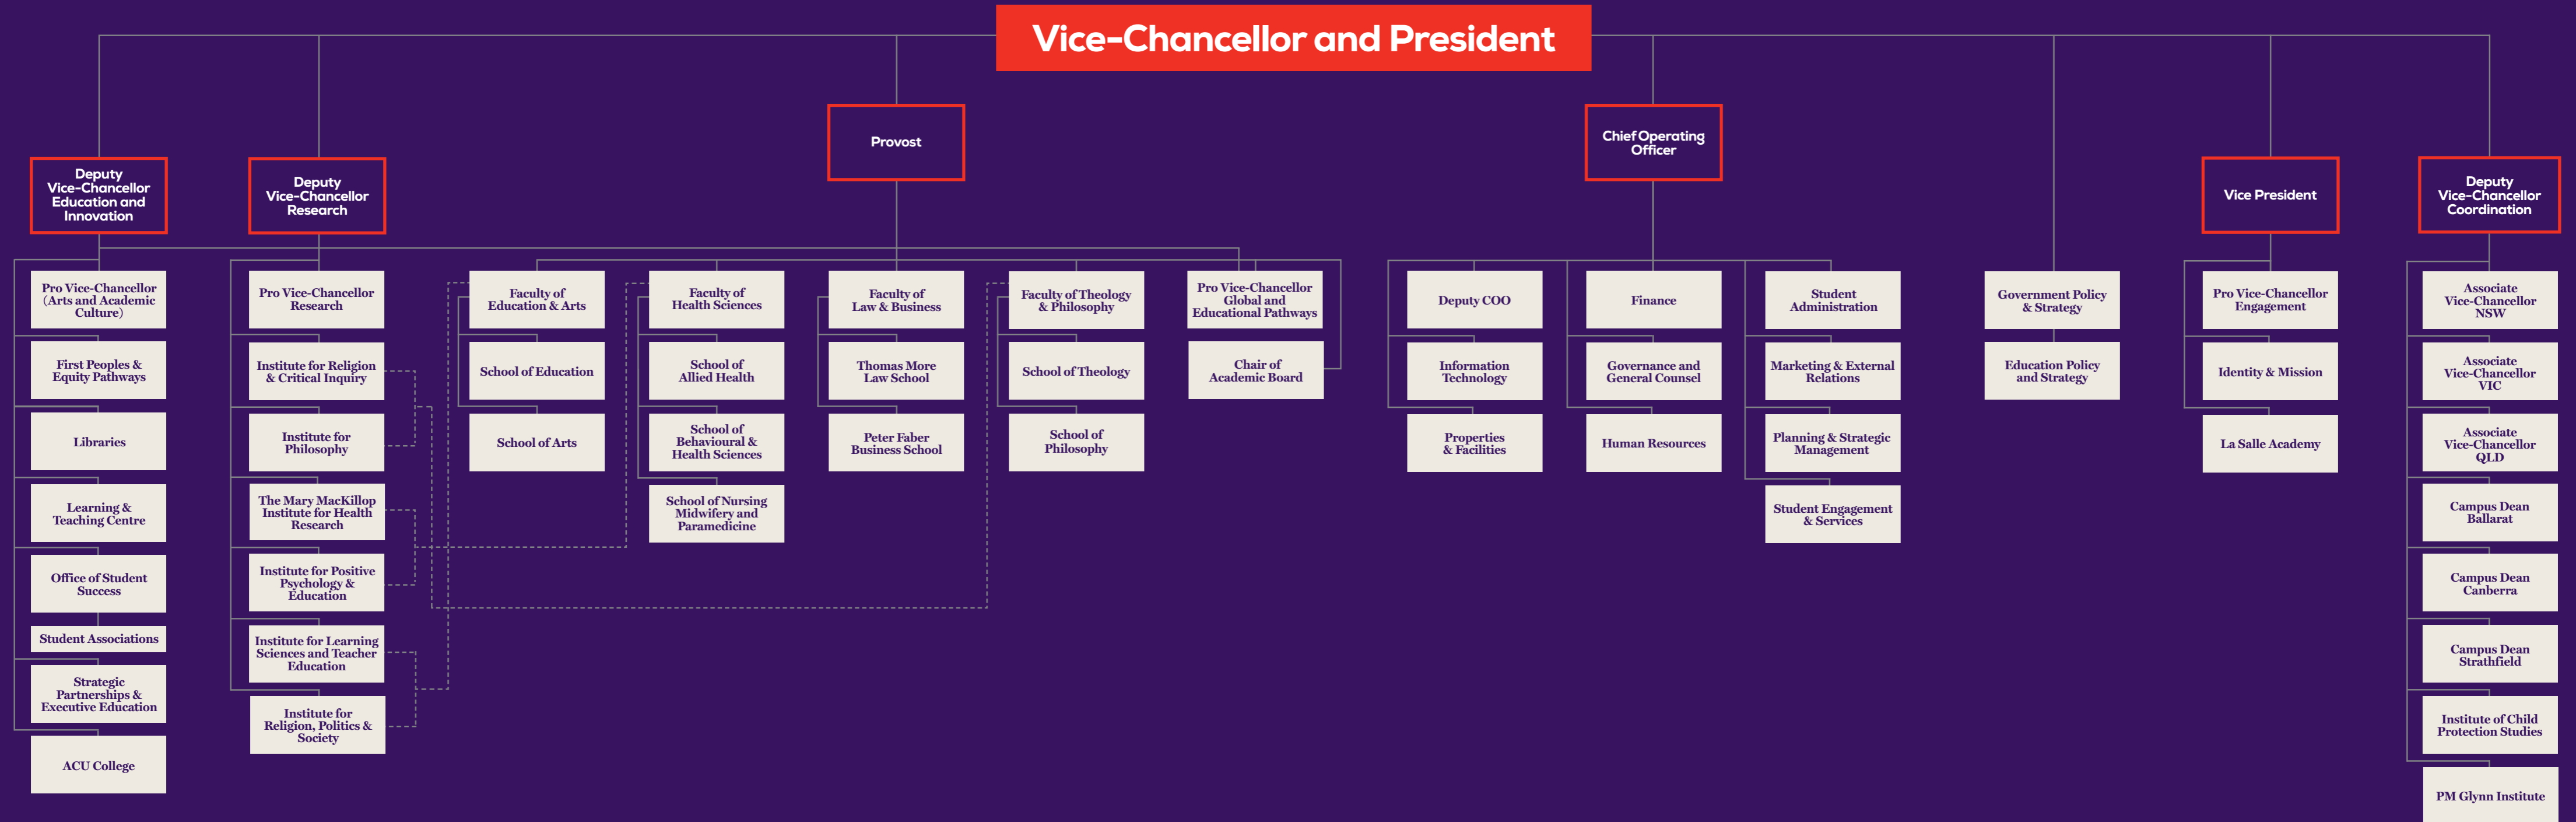 Vice-Chancellor and President
Provost
Chief Operating
Officer
Deputy
Vice-Chancellor
Education and
Innovation
Deputy
Vice-Chancellor
Research
Vice President
Deputy
Vice-Chancellor
Coordination
Pro Vice-Chancellor
(Arts and Academic
Culture)
First Peoples &
Equity Pathways
Libraries
Learning &
Teaching Centre
Office of Student
Success
Student Associations
Strategic
Partnerships &
Executive Education
ACU College
Pro Vice-Chancellor
Research
Institute for Religion
& Critical Inquiry
Institute for
Philosophy
The Mary MacKillop
Institute for Health
Research
Institute for Positive
Psychology &
Education
Institute for Learning
Sciences and Teacher
Education
Institute for
Religion, Politics &
Society
Faculty of
Education & Arts
School of Education
School of Arts
Faculty of
Health Sciences
School of
Allied Health
School of
Behavioural &
Health Sciences
School of Nursing
Midwifery and
Paramedicine
Faculty of
Law & Business
Thomas More
Law School
Peter Faber
Business School
Faculty of Theology
& Philosophy
School of Theology
School of
Philosophy
Pro Vice-Chancellor
Global and
Educational Pathways
Chair of
Academic Board
Deputy COO
Information
Technology
Properties
& Facilities
Finance
Governance and
General Counsel
Human Resources
Student
Administration
Marketing & External
Relations
Planning & Strategic
Management
Student Engagement
& Services
Government Policy
& Strategy
Education Policy
and Strategy
Pro Vice-Chancellor
Engagement
Identity & Mission
La Salle Academy
Associate
Vice-Chancellor
NSW
Associate
Vice-Chancellor
VIC
Associate
Vice-Chancellor
QLD
Campus Dean
Ballarat
Campus Dean
Canberra
Campus Dean
Strathfield
Institute of Child
Protection Studies
PM Glynn Institute